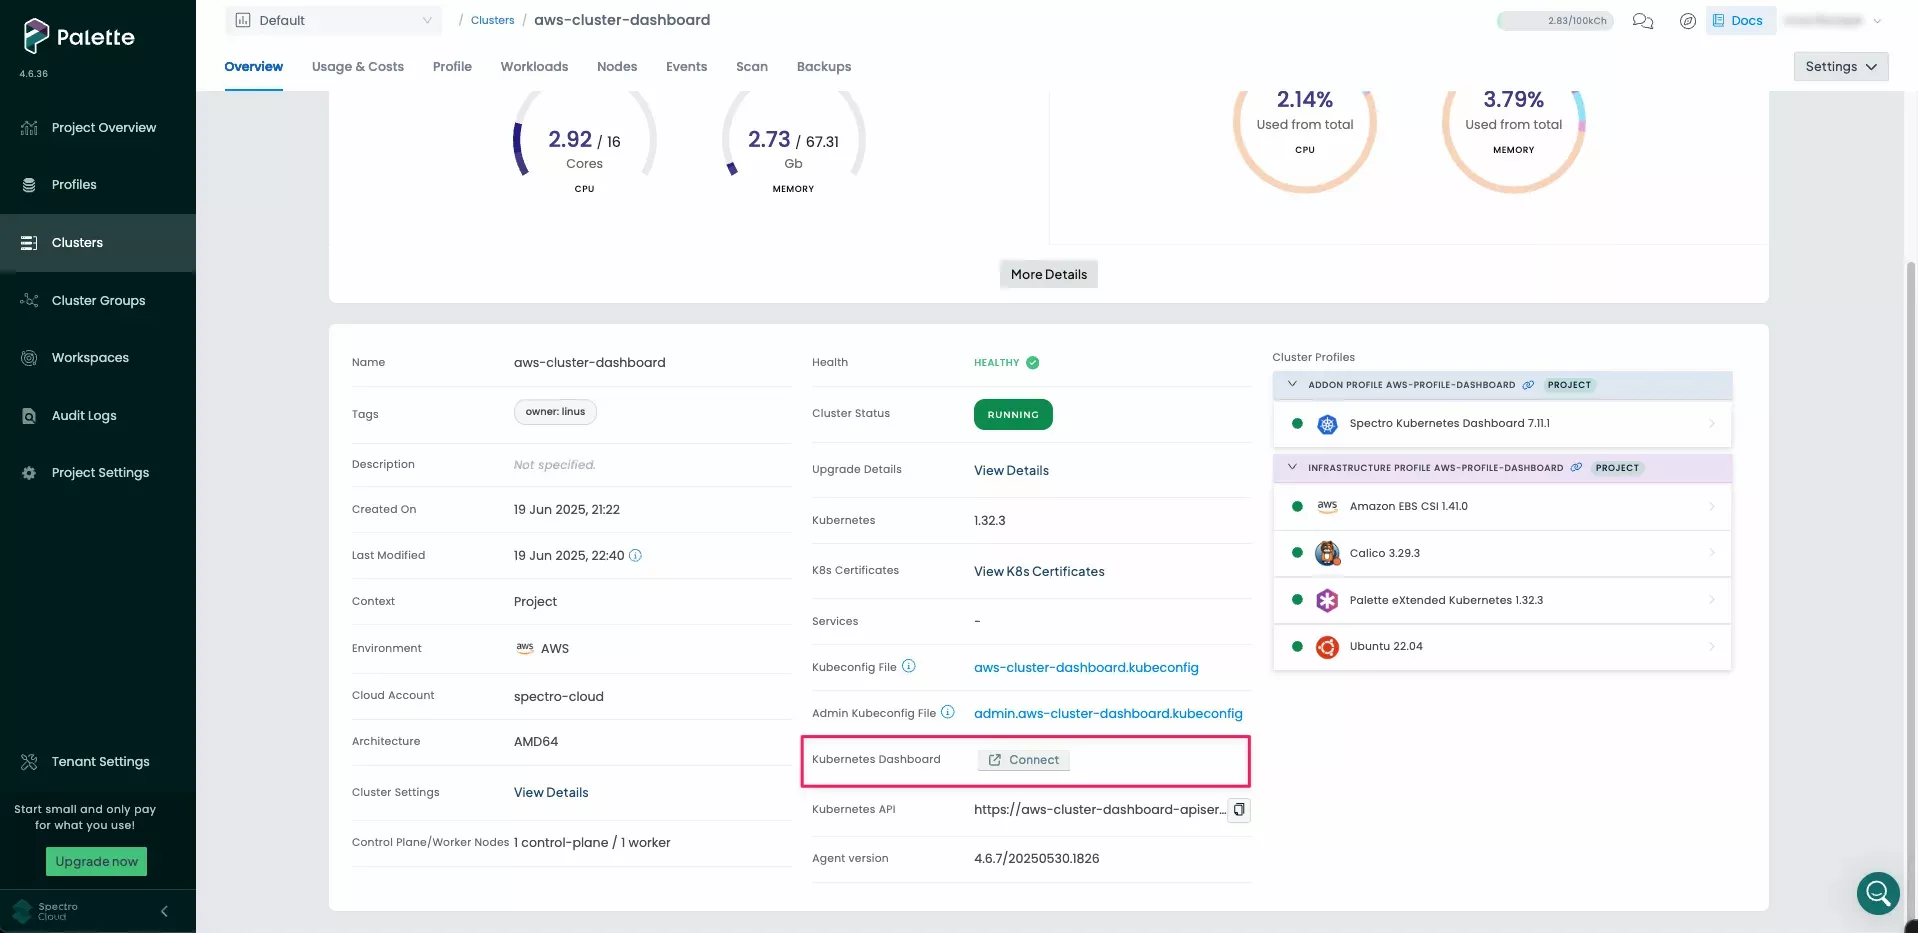 Palette
4.6.36
Project Overview
Profiles
Clusters
Cluster Groups
Workspaces
Audit Logs
Project Settings
Tenant Settings
Start small and only pay
for what you use!
Upgrade now
Spectro
Cloud
Default
/ Clusters / aws-cluster-dashboard
2.83/100kCh
Docs
Overview
Usage & Costs
Profile
Workloads
Nodes
Events
Scan
Backups
Settings
2.92 / 16
Cores
CPU
2.73 / 67.31
Gb
MEMORY
2.14%
Used from total
CPU
3.79%
Used from total
MEMORY
More Details
Name aws-cluster-dashboard
Tags owner: linus
Description Not specified.
Created On 19 Jun 2025, 21:22
Last Modified 19 Jun 2025, 22:40
Context Project
Environment aws AWS
Cloud Account spectro-cloud
Architecture AMD64
Cluster Settings View Details
Control Plane/Worker Nodes 1 control-plane / 1 worker
Health HEALTHY
Cluster Status RUNNING
Upgrade Details View Details
Kubernetes 1.32.3
K8s Certificates View K8s Certificates
Services -
Kubeconfig File aws-cluster-dashboard.kubeconfig
Admin Kubeconfig File admin.aws-cluster-dashboard.kubeconfig
Kubernetes Dashboard Connect
Kubernetes API https://aws-cluster-dashboard-apiser...
Agent version 4.6.7/20250530.1826
Cluster Profiles
ADDON PROFILE AWS-PROFILE-DASHBOARD PROJECT
Spectro Kubernetes Dashboard 7.11.1
INFRASTRUCTURE PROFILE AWS-PROFILE-DASHBOARD PROJECT
aws Amazon EBS CSI 1.41.0
Calico 3.29.3
Palette eXtended Kubernetes 1.32.3
Ubuntu 22.04